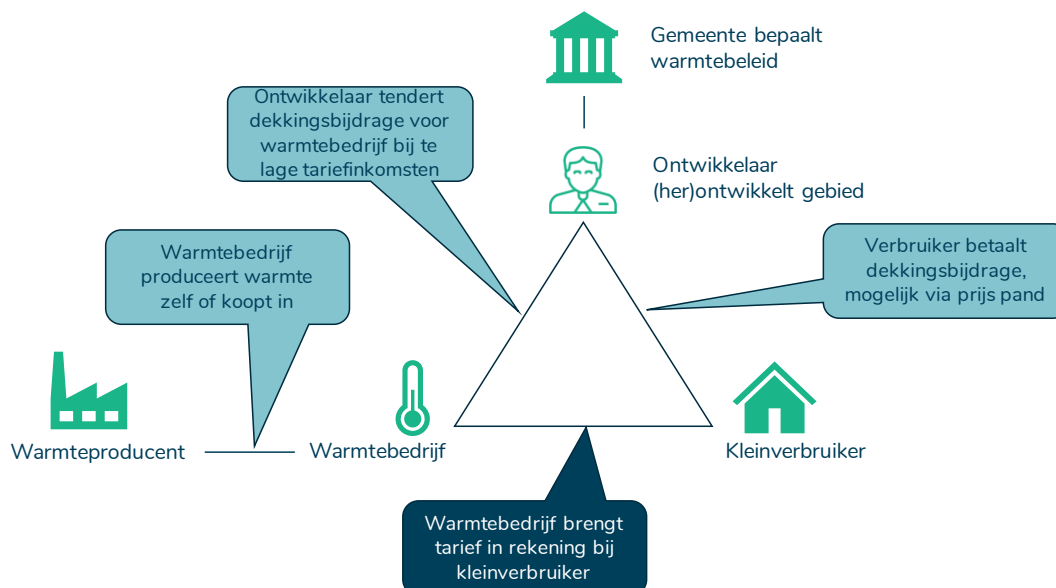 Gemeente bepaalt
warmtebeleid
Ontwikkelaar tendert
dekkingsbijdrage voor
warmtebedrijf bij te
lage tariefinkomsten
Ontwikkelaar
(her)ontwikkelt gebied
Warmtebedrijf
produceert warmte
zelf of koopt in
Verbruiker betaalt
dekkingsbijdrage,
mogelijk via prijs pand
Warmteproducent
Warmtebedrijf
Kleinverbruiker
Warmtebedrijf brengt
tarief in rekening bij
kleinverbruiker